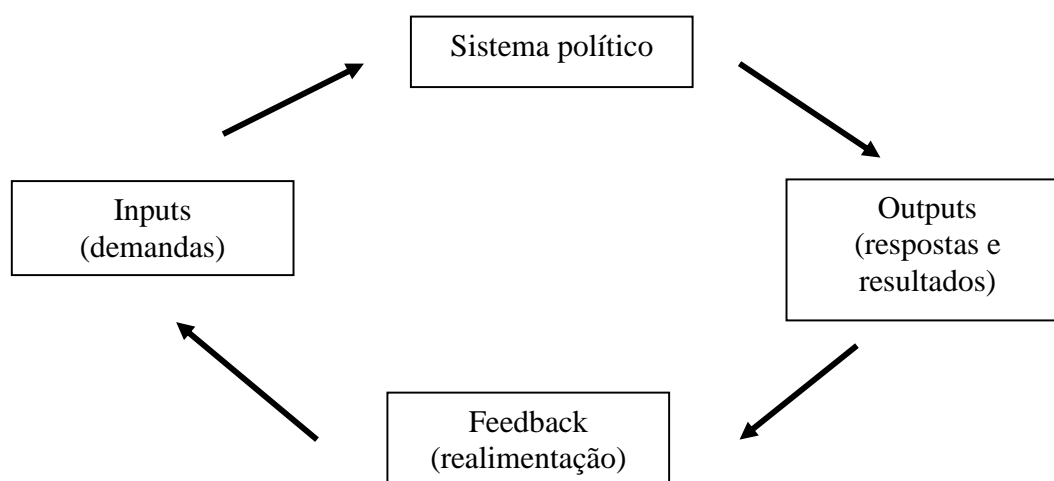 Sistema político
Inputs
(demandas)
Outputs
(respostas e
resultados)
Feedback
(realimentação)